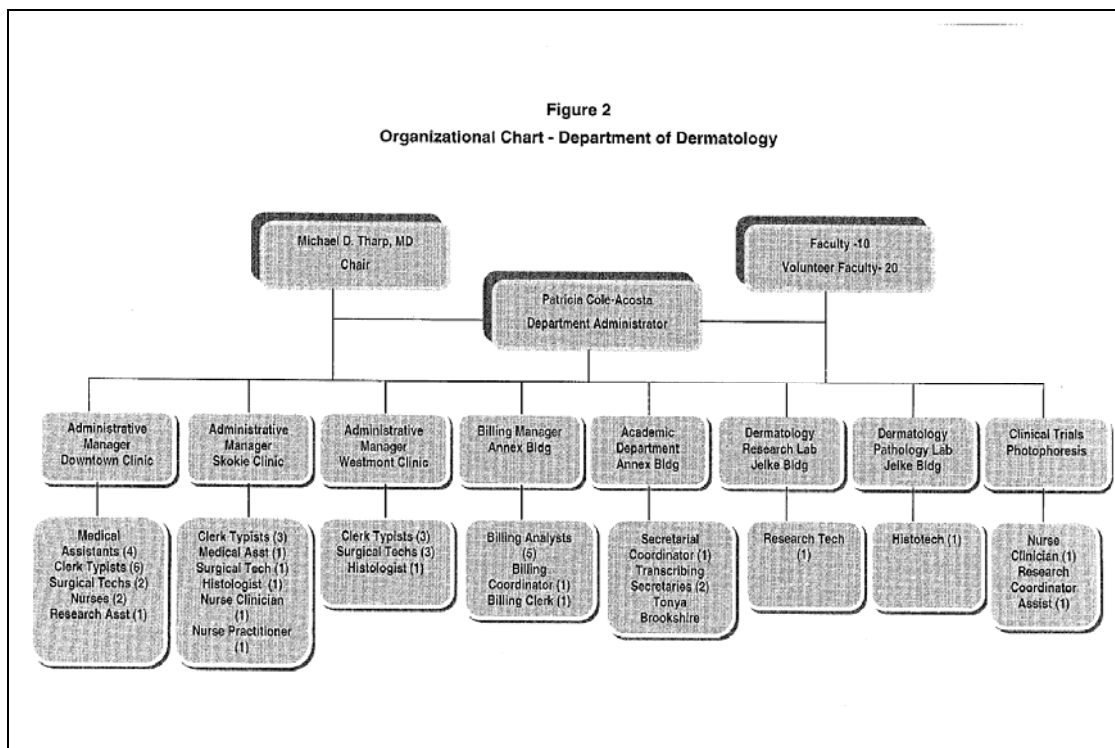 Figure 2
Organizational Chart - Department of Dermatology
Michael D. Tharp, MD
Chair
Faculty -10
Volunteer Faculty- 20
Patricia Cole-Acosta
Department Administrator
Administrative
Manager
Downtown Clinic
Administrative
Manager
Skokie Clinic
Administrative
Manager
Westmont Clinic
Billing Manager
Annex Bldg
Academic
Department
Annex Bldg
Dermatology
Research Lab
Jelke Bldg
Dermatology
Pathology Lab
Jelke Bldg
Clinical Trials
Photophoresis
Medical
Assistants (4)
Clerk Typists (6)
Surgical Techs (2)
Nurses (2)
Research Asst (1)
Clerk Typists (3)
Medical Asst (1)
Surgical Tech (1)
Histologist (1)
Nurse Clinician
(1)
Nurse Practitioner
(1)
Clerk Typists (3)
Surgical Techs (3)
Histologist (1)
Billing Analysts
(5)
Billing
Coordinator (1)
Billing Clerk (1)
Secretarial
Coordinator (1)
Transcribing
Secretaries (2)
Tonya
Brookshire
Research Tech
(1)
Histotech (1)
Nurse
Clinician (1)
Research
Coordinator
Assist (1)